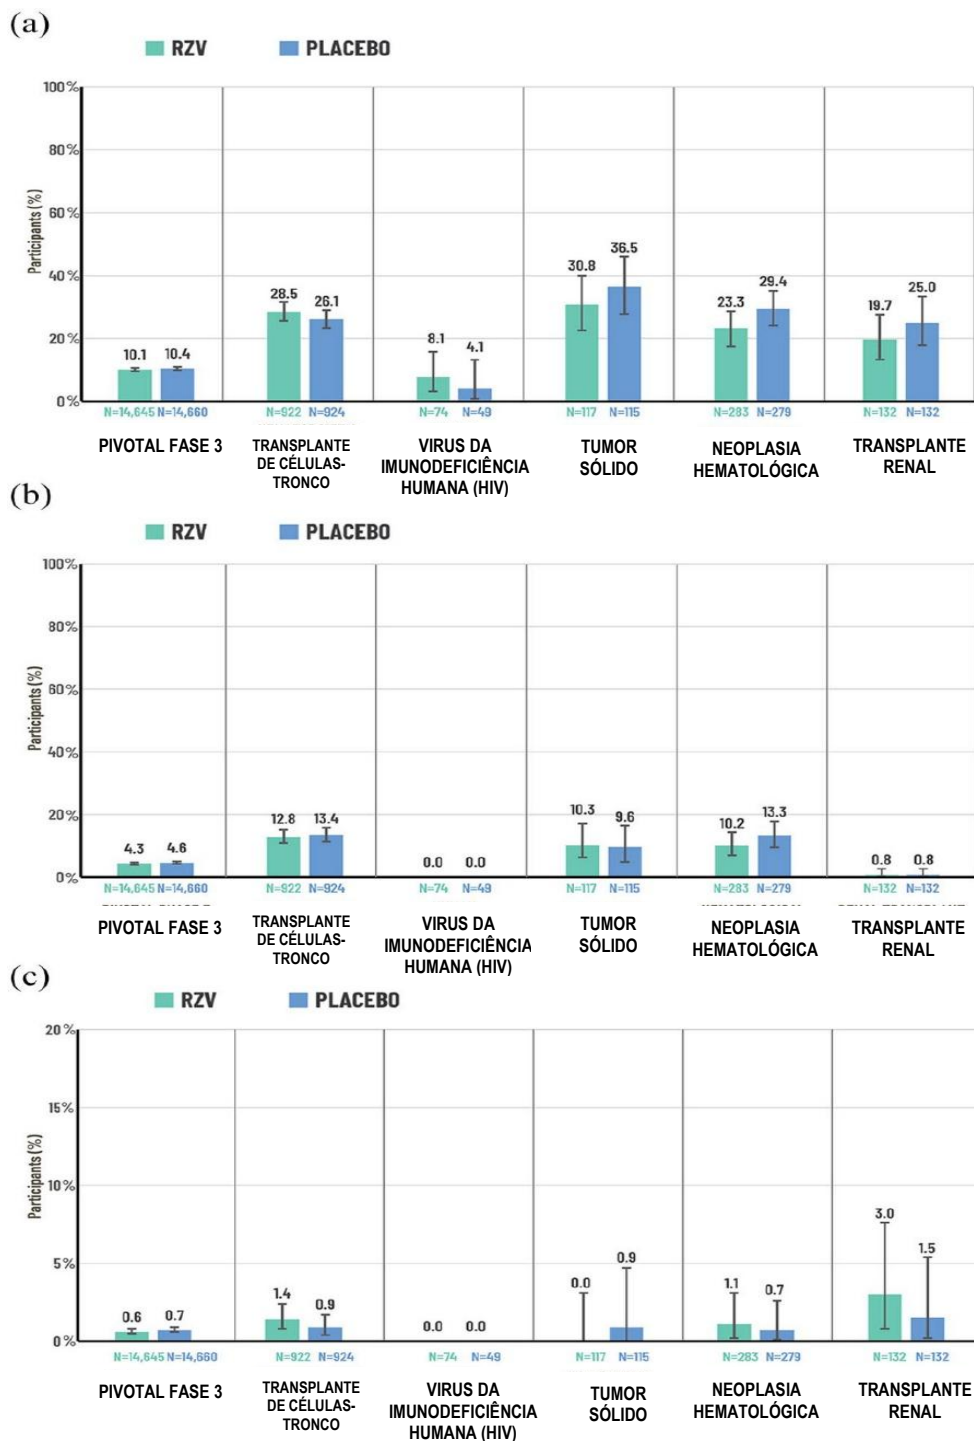 (a)
RZV PLACEBO
Participants (%)
100%
80%
60%
40%
20%
0%
10.1 10.4
28.5 26.1
8.1 4.1
30.8 36.5
23.3 29.4
19.7 25.0
N=14,645 N=14,660 N=922 N=924 N=74 N=49 N=117 N=115 N=283 N=279 N=132 N=132
PIVOTAL FASE 3
TRANSPLANTE
DE CÉLULAS-
TRONCO
VIRUS DA
IMUNODEFICIÊNCIA
HUMANA (HIV)
TUMOR
SÓLIDO
NEOPLASIA
HEMATOLÓGICA
TRANSPLANTE
RENAL
(b)
RZV PLACEBO
Participants (%)
100%
80%
60%
40%
20%
0%
4.3 4.6
12.8 13.4
0.0 0.0
10.3 9.6
10.2 13.3
0.8 0.8
N=14,645 N=14,660 N=922 N=924 N=74 N=49 N=117 N=115 N=283 N=279 N=132 N=132
PIVOTAL FASE 3
TRANSPLANTE
DE CÉLULAS-
TRONCO
VIRUS DA
IMUNODEFICIÊNCIA
HUMANA (HIV)
TUMOR
SÓLIDO
NEOPLASIA
HEMATOLÓGICA
TRANSPLANTE
RENAL
(c)
RZV PLACEBO
Participants (%)
20%
15%
10%
5%
0%
0.6 0.7
1.4 0.9
0.0 0.0
0.0 0.9
1.1 0.7
3.0 1.5
N=14,645 N=14,660 N=922 N=924 N=74 N=49 N=117 N=115 N=283 N=279 N=132 N=132
PIVOTAL FASE 3
TRANSPLANTE
DE CÉLULAS-
TRONCO
VIRUS DA
IMUNODEFICIÊNCIA
HUMANA (HIV)
TUMOR
SÓLIDO
NEOPLASIA
HEMATOLÓGICA
TRANSPLANTE
RENAL